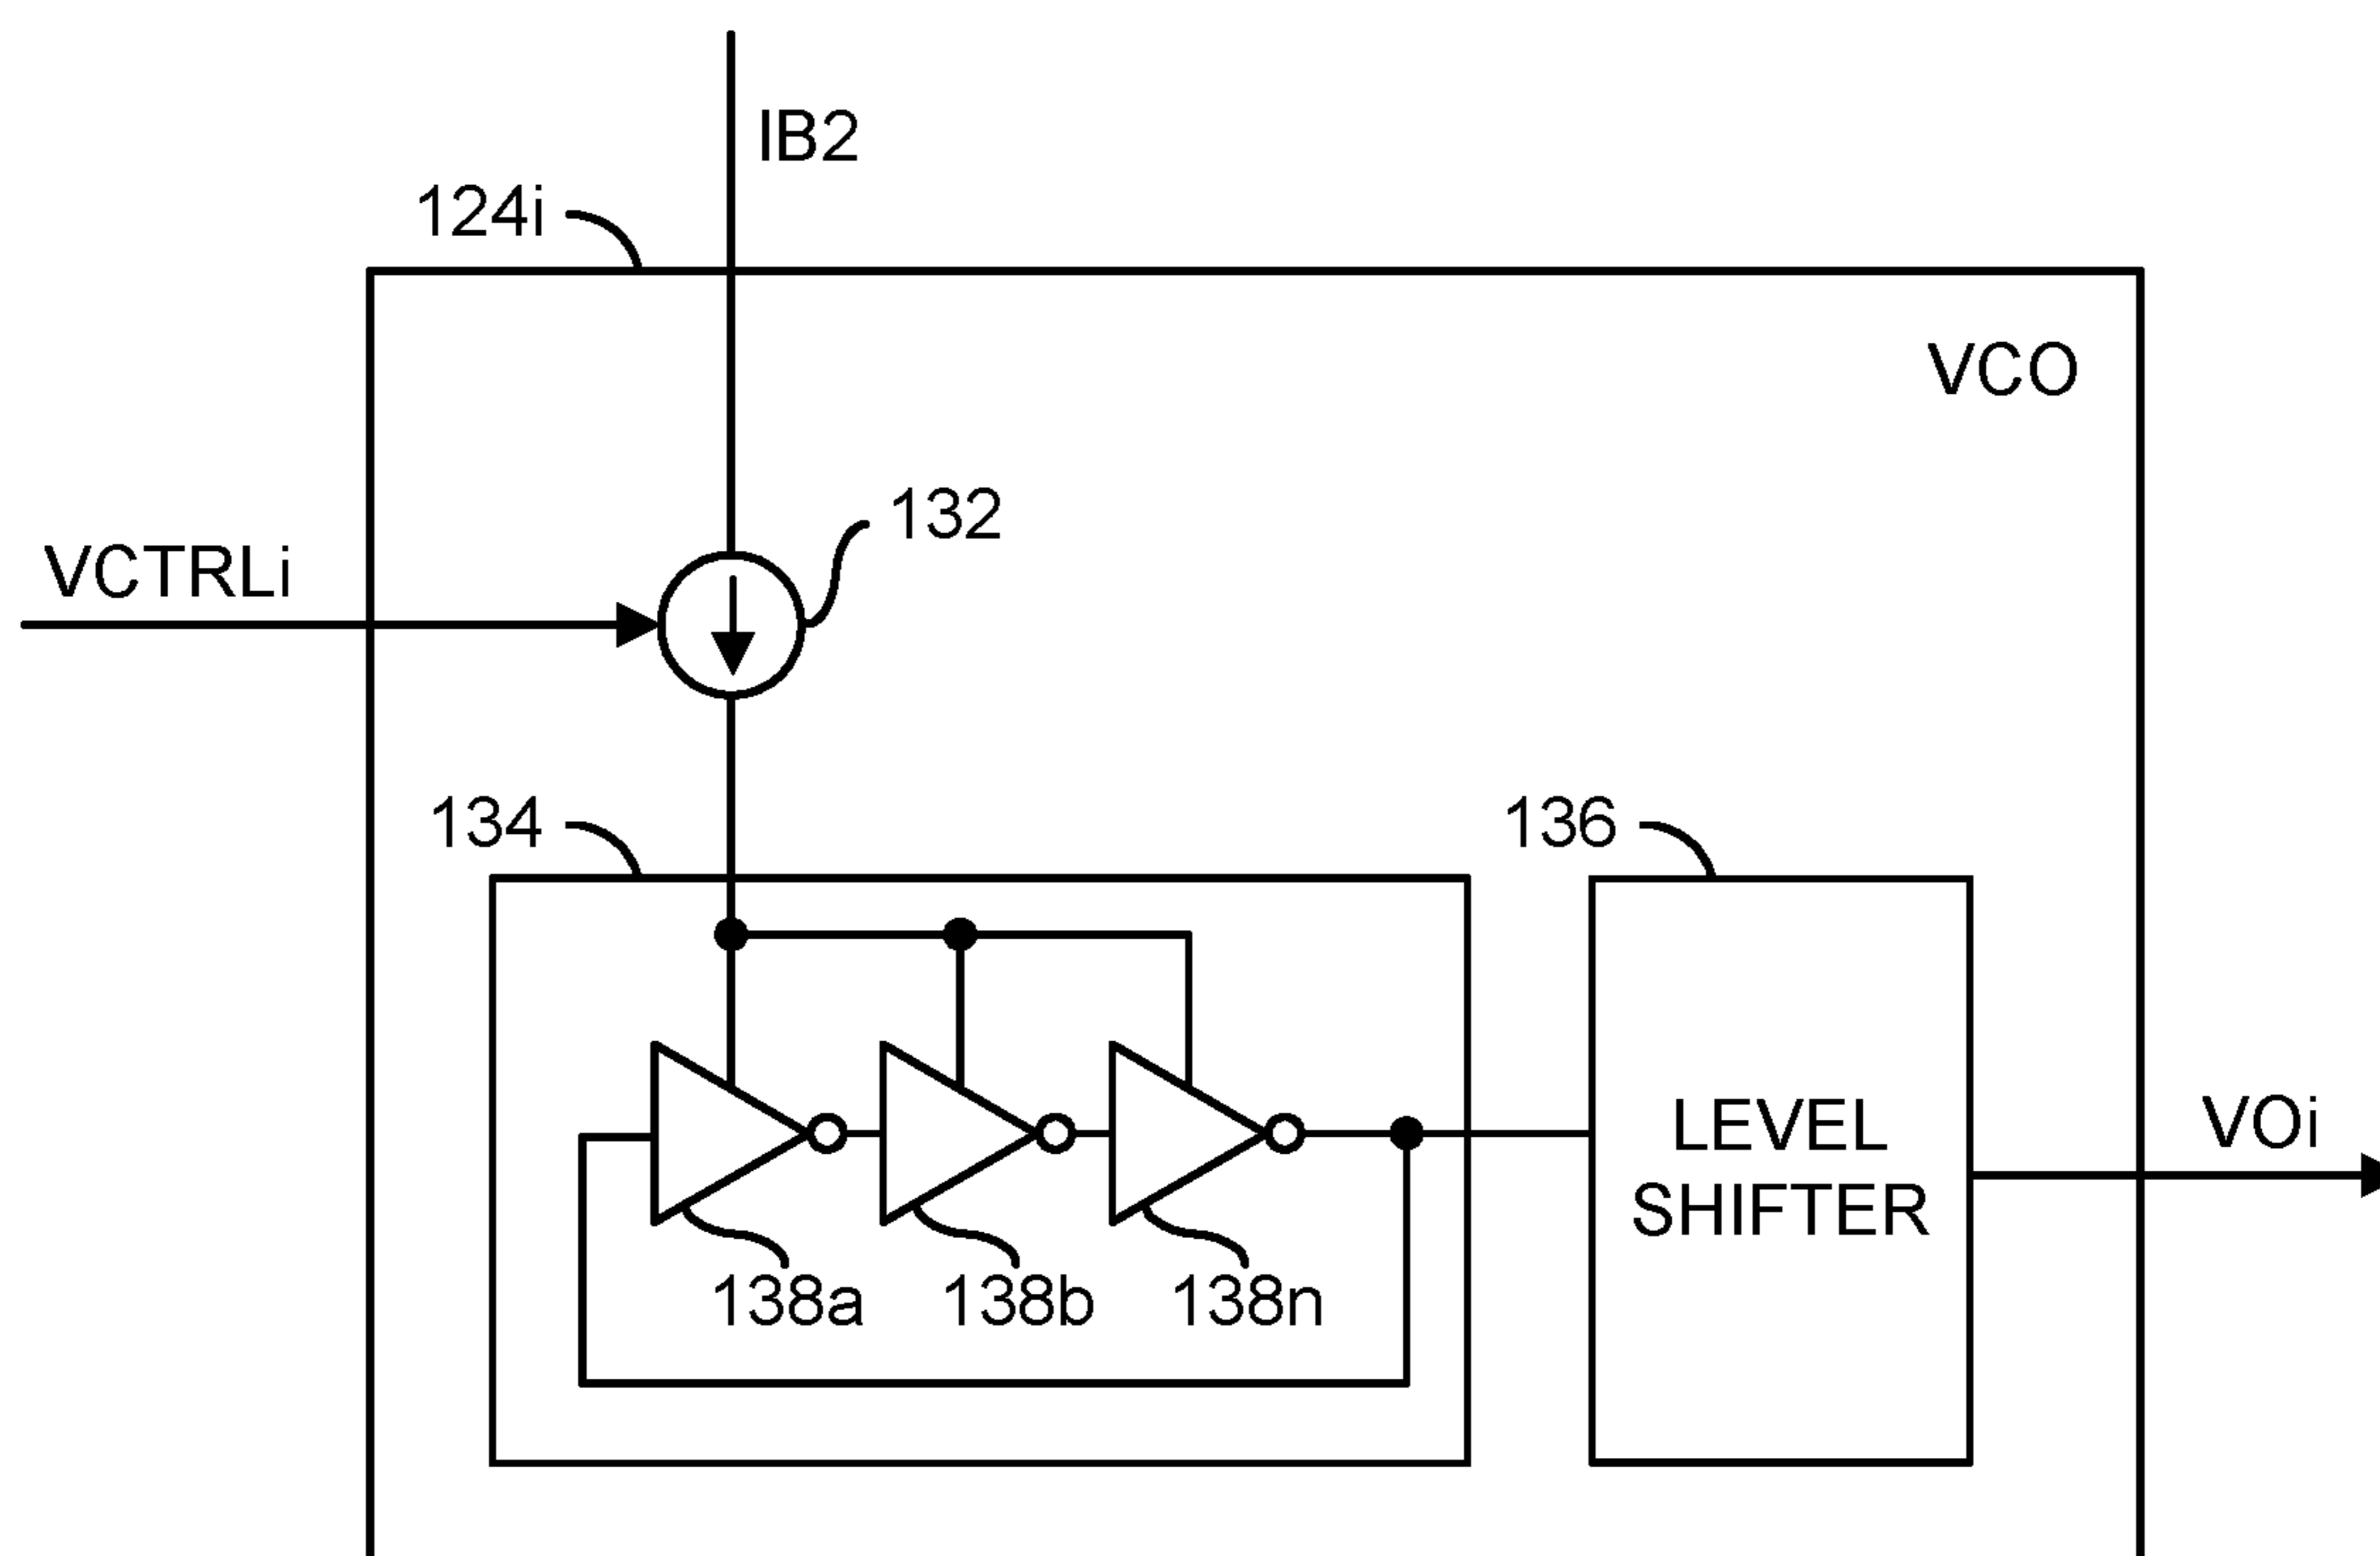 IB2
124i
VCO
132
VCTRLi
134
136
LEVEL
SHIFTER
VOi
138a
138b
138n